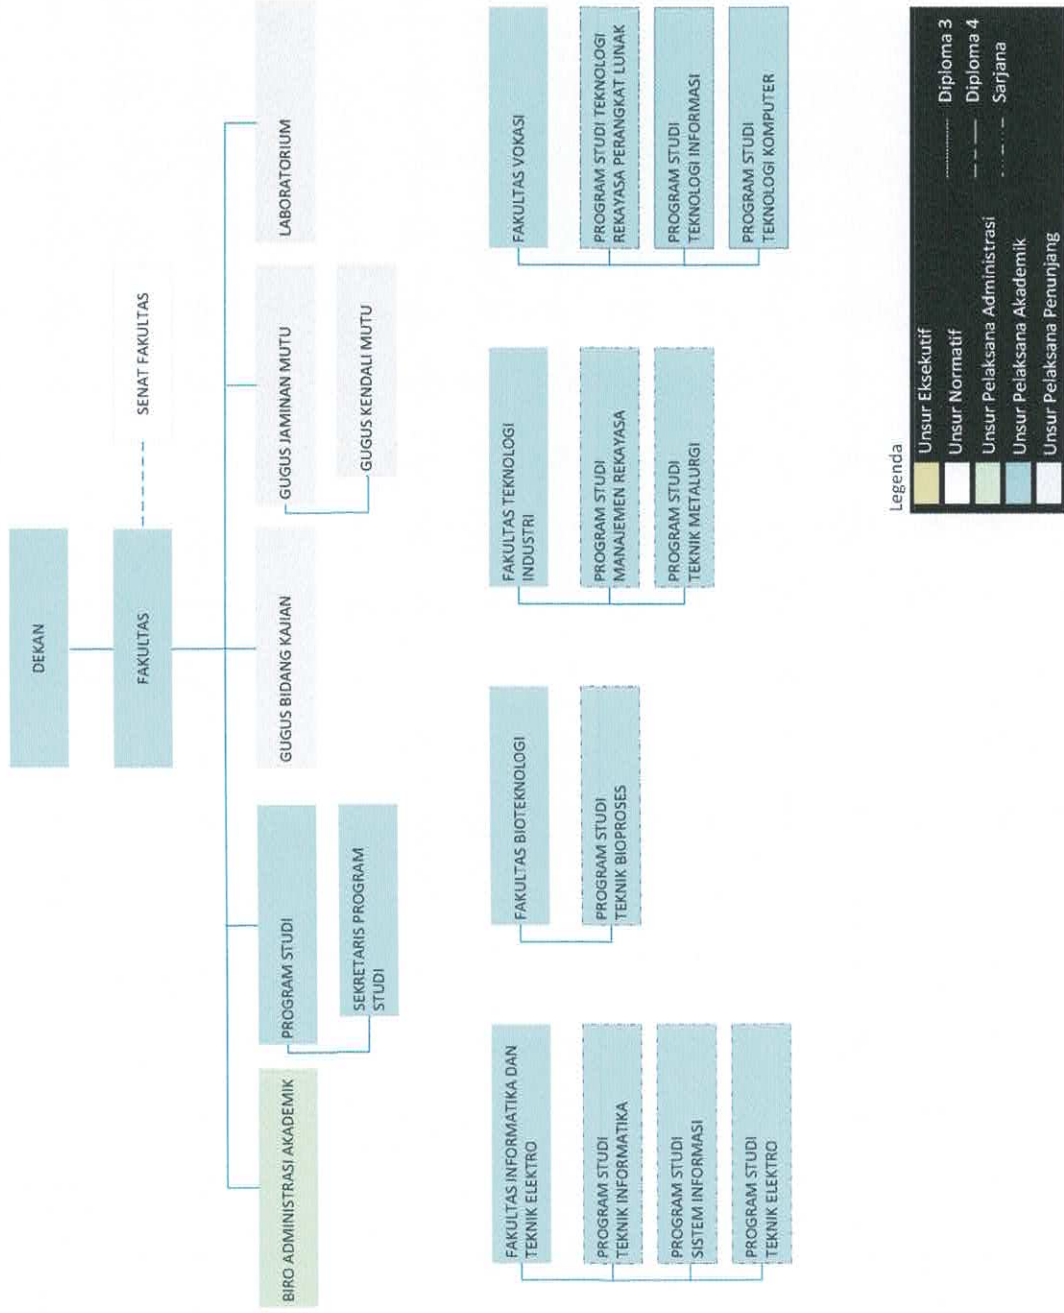 DEKAN
FAKULTAS
SENAT FAKULTAS
BIRO ADMINISTRASI AKADEMIK
PROGRAM STUDI
SEKRETARIS PROGRAM
STUDI
GUGUS BIDANG KAJIAN
GUGUS JAMINAN MUTU
GUGUS KENDALI MUTU
LABORATORIUM
FAKULTAS INFORMATIKA DAN
TEKNIK ELEKTRO
PROGRAM STUDI
TEKNIK INFORMATIKA
PROGRAM STUDI
SISTEM INFORMASI
PROGRAM STUDI
TEKNIK ELEKTRO
FAKULTAS BIOTEKNOLOGI
PROGRAM STUDI
TEKNIK BIOPROSES
FAKULTAS TEKNOLOGI
INDUSTRI
PROGRAM STUDI
MANAJEMEN REKAYASA
PROGRAM STUDI
TEKNIK METALURGI
FAKULTAS VOKASI
PROGRAM STUDI TEKNOLOGI
REKAYASA PERANGKAT LUNAK
PROGRAM STUDI
TEKNOLOGI INFORMASI
PROGRAM STUDI
TEKNOLOGI KOMPUTER
Legenda
Unsur Eksekutif
Unsur Normatif
Unsur Pelaksana Administrasi
Unsur Pelaksana Akademik
Unsur Pelaksana Penunjang
Diploma 3
Diploma 4
Sarjana